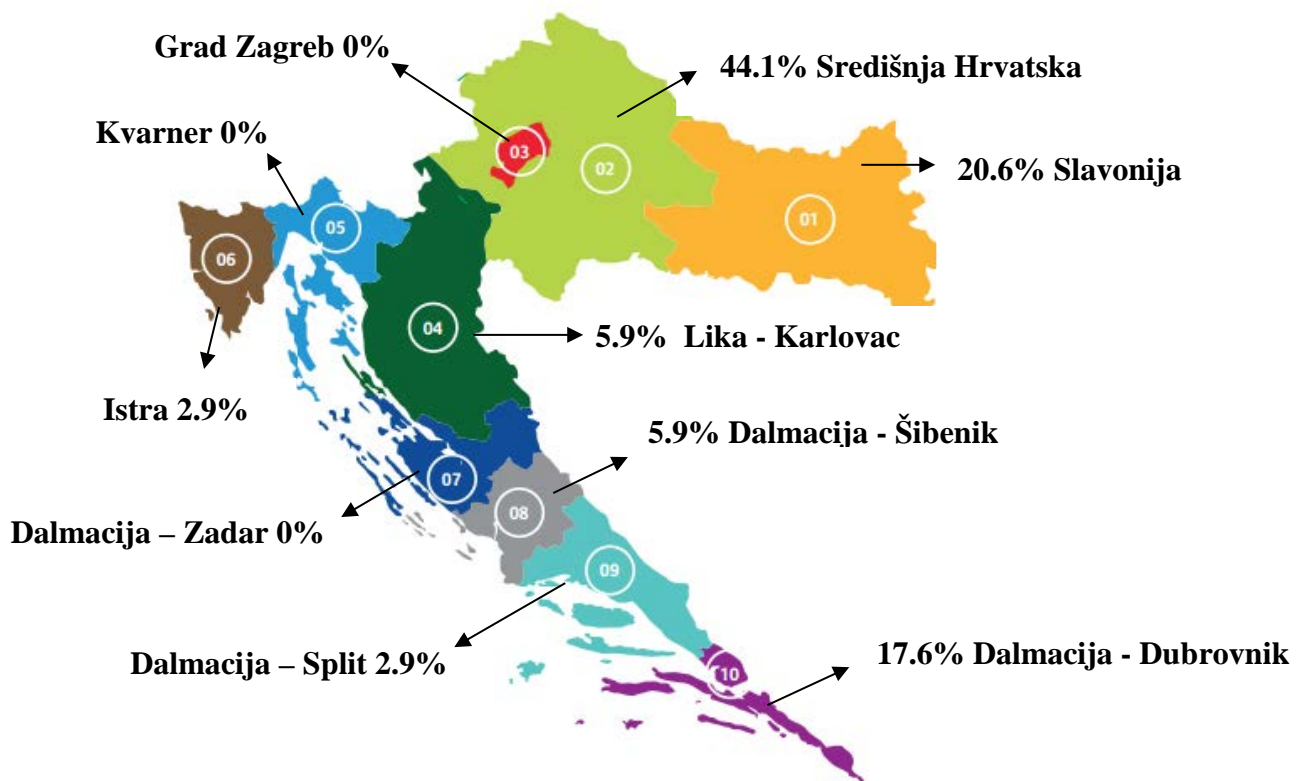 Grad Zagreb 0%
44.1% Središnja Hrvatska
Kvarner 0%
03
02
20.6% Slavonija
01
05
06
04
5.9% Lika - Karlovac
Istra 2.9%
5.9% Dalmacija - Šibenik
07
08
Dalmacija – Zadar 0%
09
Dalmacija – Split 2.9%
17.6% Dalmacija - Dubrovnik
10